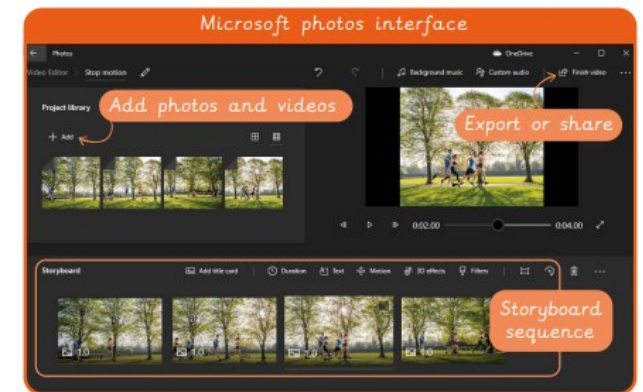 Microsoft photos interface
Photos
OneDrive
Video Editor > Stop motion
Background music
Custom audio
Finish video
Project library
Add photos and videos
Export or share
+ Add
0:02.00
0:04.00
Storyboard
Add title card
Duration
Text
Motion
3D effects
Filters
Storyboard
sequence
1.0
1.0
1.0
1.0